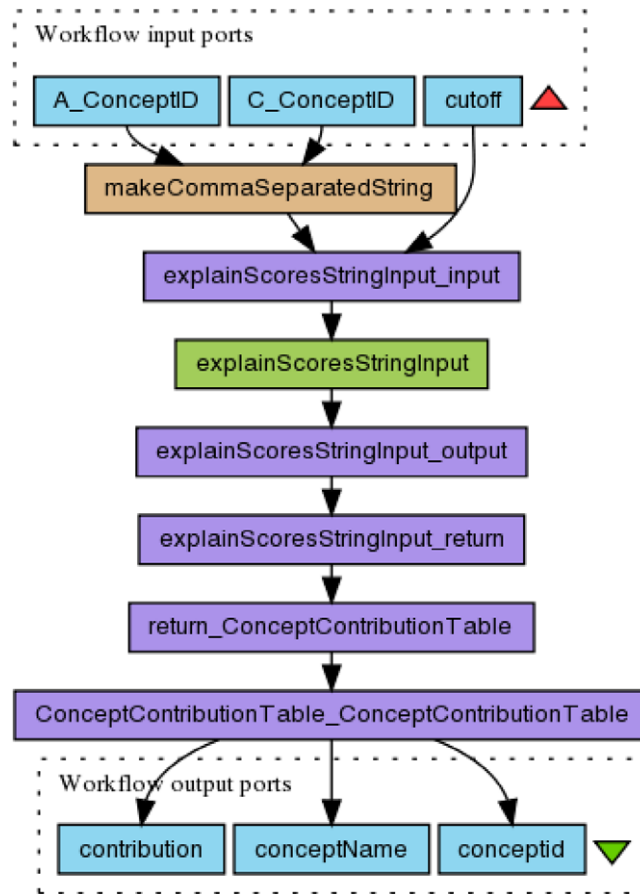 Workflow input ports
A_ConceptID C_ConceptID cutoff
makeCommaSeparatedString
explainScoresStringInput_input
explainScoresStringInput
explainScoresStringInput_output
explainScoresStringInput_return
return_ConceptContributionTable
ConceptContributionTable_ConceptContributionTable
Workflow output ports
contribution conceptName conceptid